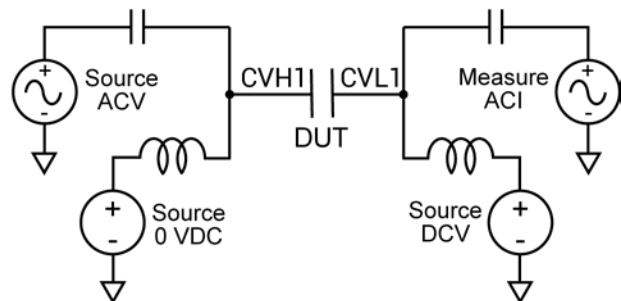 Source
ACV
CVH1
CVL1
DUT
Measure
ACI
Source
0 VDC
Source
DCV
+
-
+
-
+
-
+
-